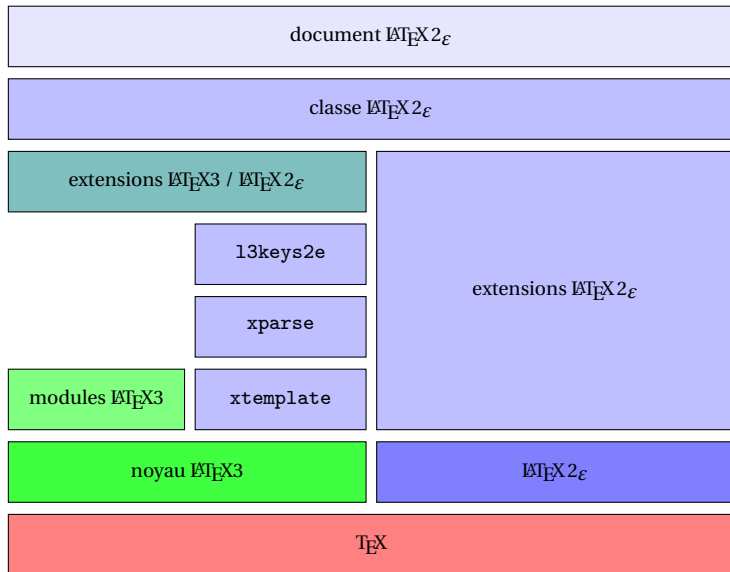 document LATEX 2ε
classe LATEX 2ε
extensions LATEX3 / LATEX 2ε
l3keys2e
extensions LATEX 2ε
xparse
modules LATEX3
xtemplate
noyau LATEX3
LATEX 2ε
TEX